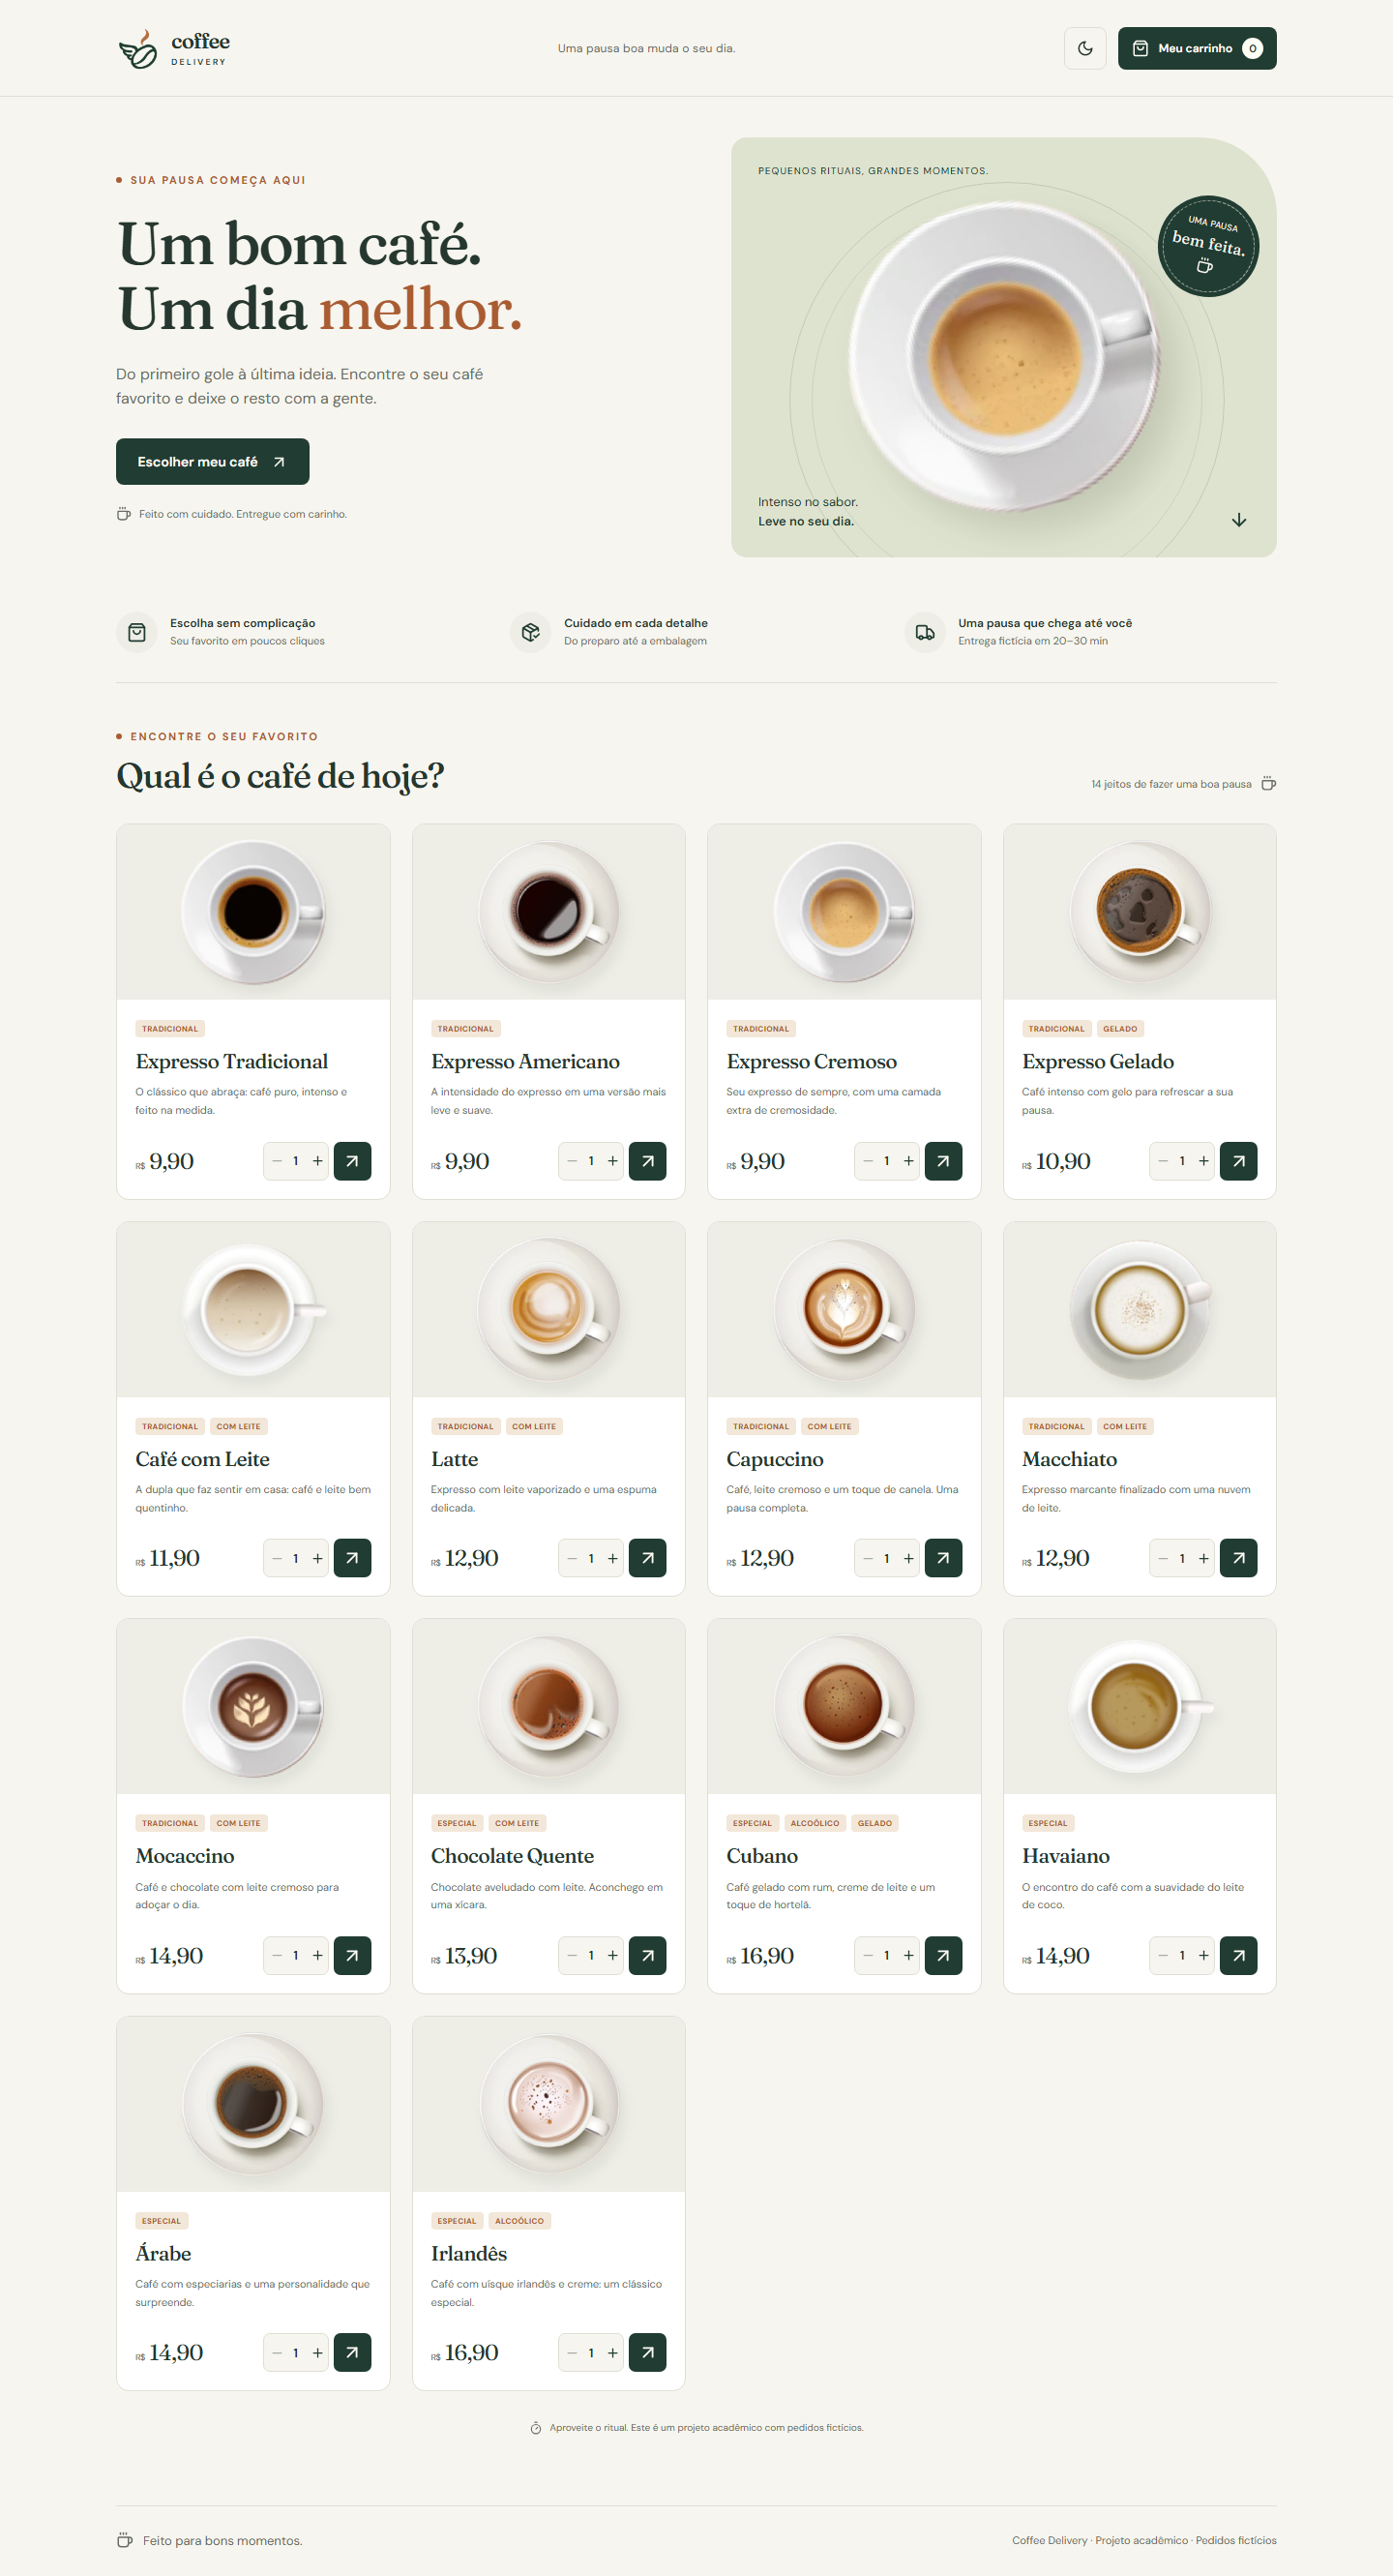 coffee
DELIVERY
Uma pausa boa muda o seu dia.
Meu carrinho 0
SUA PAUSA COMEÇA AQUI
Um bom café.
Um dia melhor.
Do primeiro gole à última ideia. Encontre o seu café
favorito e deixe o resto com a gente.
Escolher meu café
Feito com cuidado. Entregue com carinho.
PEQUENOS RITUAIS, GRANDES MOMENTOS.
UMA PAUSA
bem feita.
Intenso no sabor.
Leve no seu dia.
Escolha sem complicação
Seu favorito em poucos cliques
Cuidado em cada detalhe
Do preparo até a embalagem
Uma pausa que chega até você
Entrega fictícia em 20–30 min
ENCONTRE O SEU FAVORITO
Qual é o café de hoje?
14 jeitos de fazer uma boa pausa
TRADICIONAL
Expresso Tradicional
O clássico que abraça: café puro, intenso e
feito na medida.
R$ 9,90 − 1 +
TRADICIONAL
Expresso Americano
A intensidade do expresso em uma versão mais
leve e suave.
R$ 9,90 − 1 +
TRADICIONAL
Expresso Cremoso
Seu expresso de sempre, com uma camada
extra de cremosidade.
R$ 9,90 − 1 +
TRADICIONAL GELADO
Expresso Gelado
Café intenso com gelo para refrescar a sua
pausa.
R$ 10,90 − 1 +
TRADICIONAL COM LEITE
Café com Leite
A dupla que faz sentir em casa: café e leite bem
quentinho.
R$ 11,90 − 1 +
TRADICIONAL COM LEITE
Latte
Expresso com leite vaporizado e uma espuma
delicada.
R$ 12,90 − 1 +
TRADICIONAL COM LEITE
Capuccino
Café, leite cremoso e um toque de canela. Uma
pausa completa.
R$ 12,90 − 1 +
TRADICIONAL COM LEITE
Macchiato
Expresso marcante finalizado com uma nuvem
de leite.
R$ 12,90 − 1 +
TRADICIONAL COM LEITE
Mocaccino
Café e chocolate com leite cremoso para
adoçar o dia.
R$ 14,90 − 1 +
ESPECIAL COM LEITE
Chocolate Quente
Chocolate aveludado com leite. Aconchego em
uma xícara.
R$ 13,90 − 1 +
ESPECIAL ALCOÓLICO GELADO
Cubano
Café gelado com rum, creme de leite e um
toque de hortelã.
R$ 16,90 − 1 +
ESPECIAL
Havaiano
O encontro do café com a suavidade do leite
de coco.
R$ 14,90 − 1 +
ESPECIAL
Árabe
Café com especiarias e uma personalidade que
surpreende.
R$ 14,90 − 1 +
ESPECIAL ALCOÓLICO
Irlandês
Café com uísque irlandês e creme: um clássico
especial.
R$ 16,90 − 1 +
Aproveite o ritual. Este é um projeto acadêmico com pedidos fictícios.
Feito para bons momentos.
Coffee Delivery · Projeto acadêmico · Pedidos fictícios